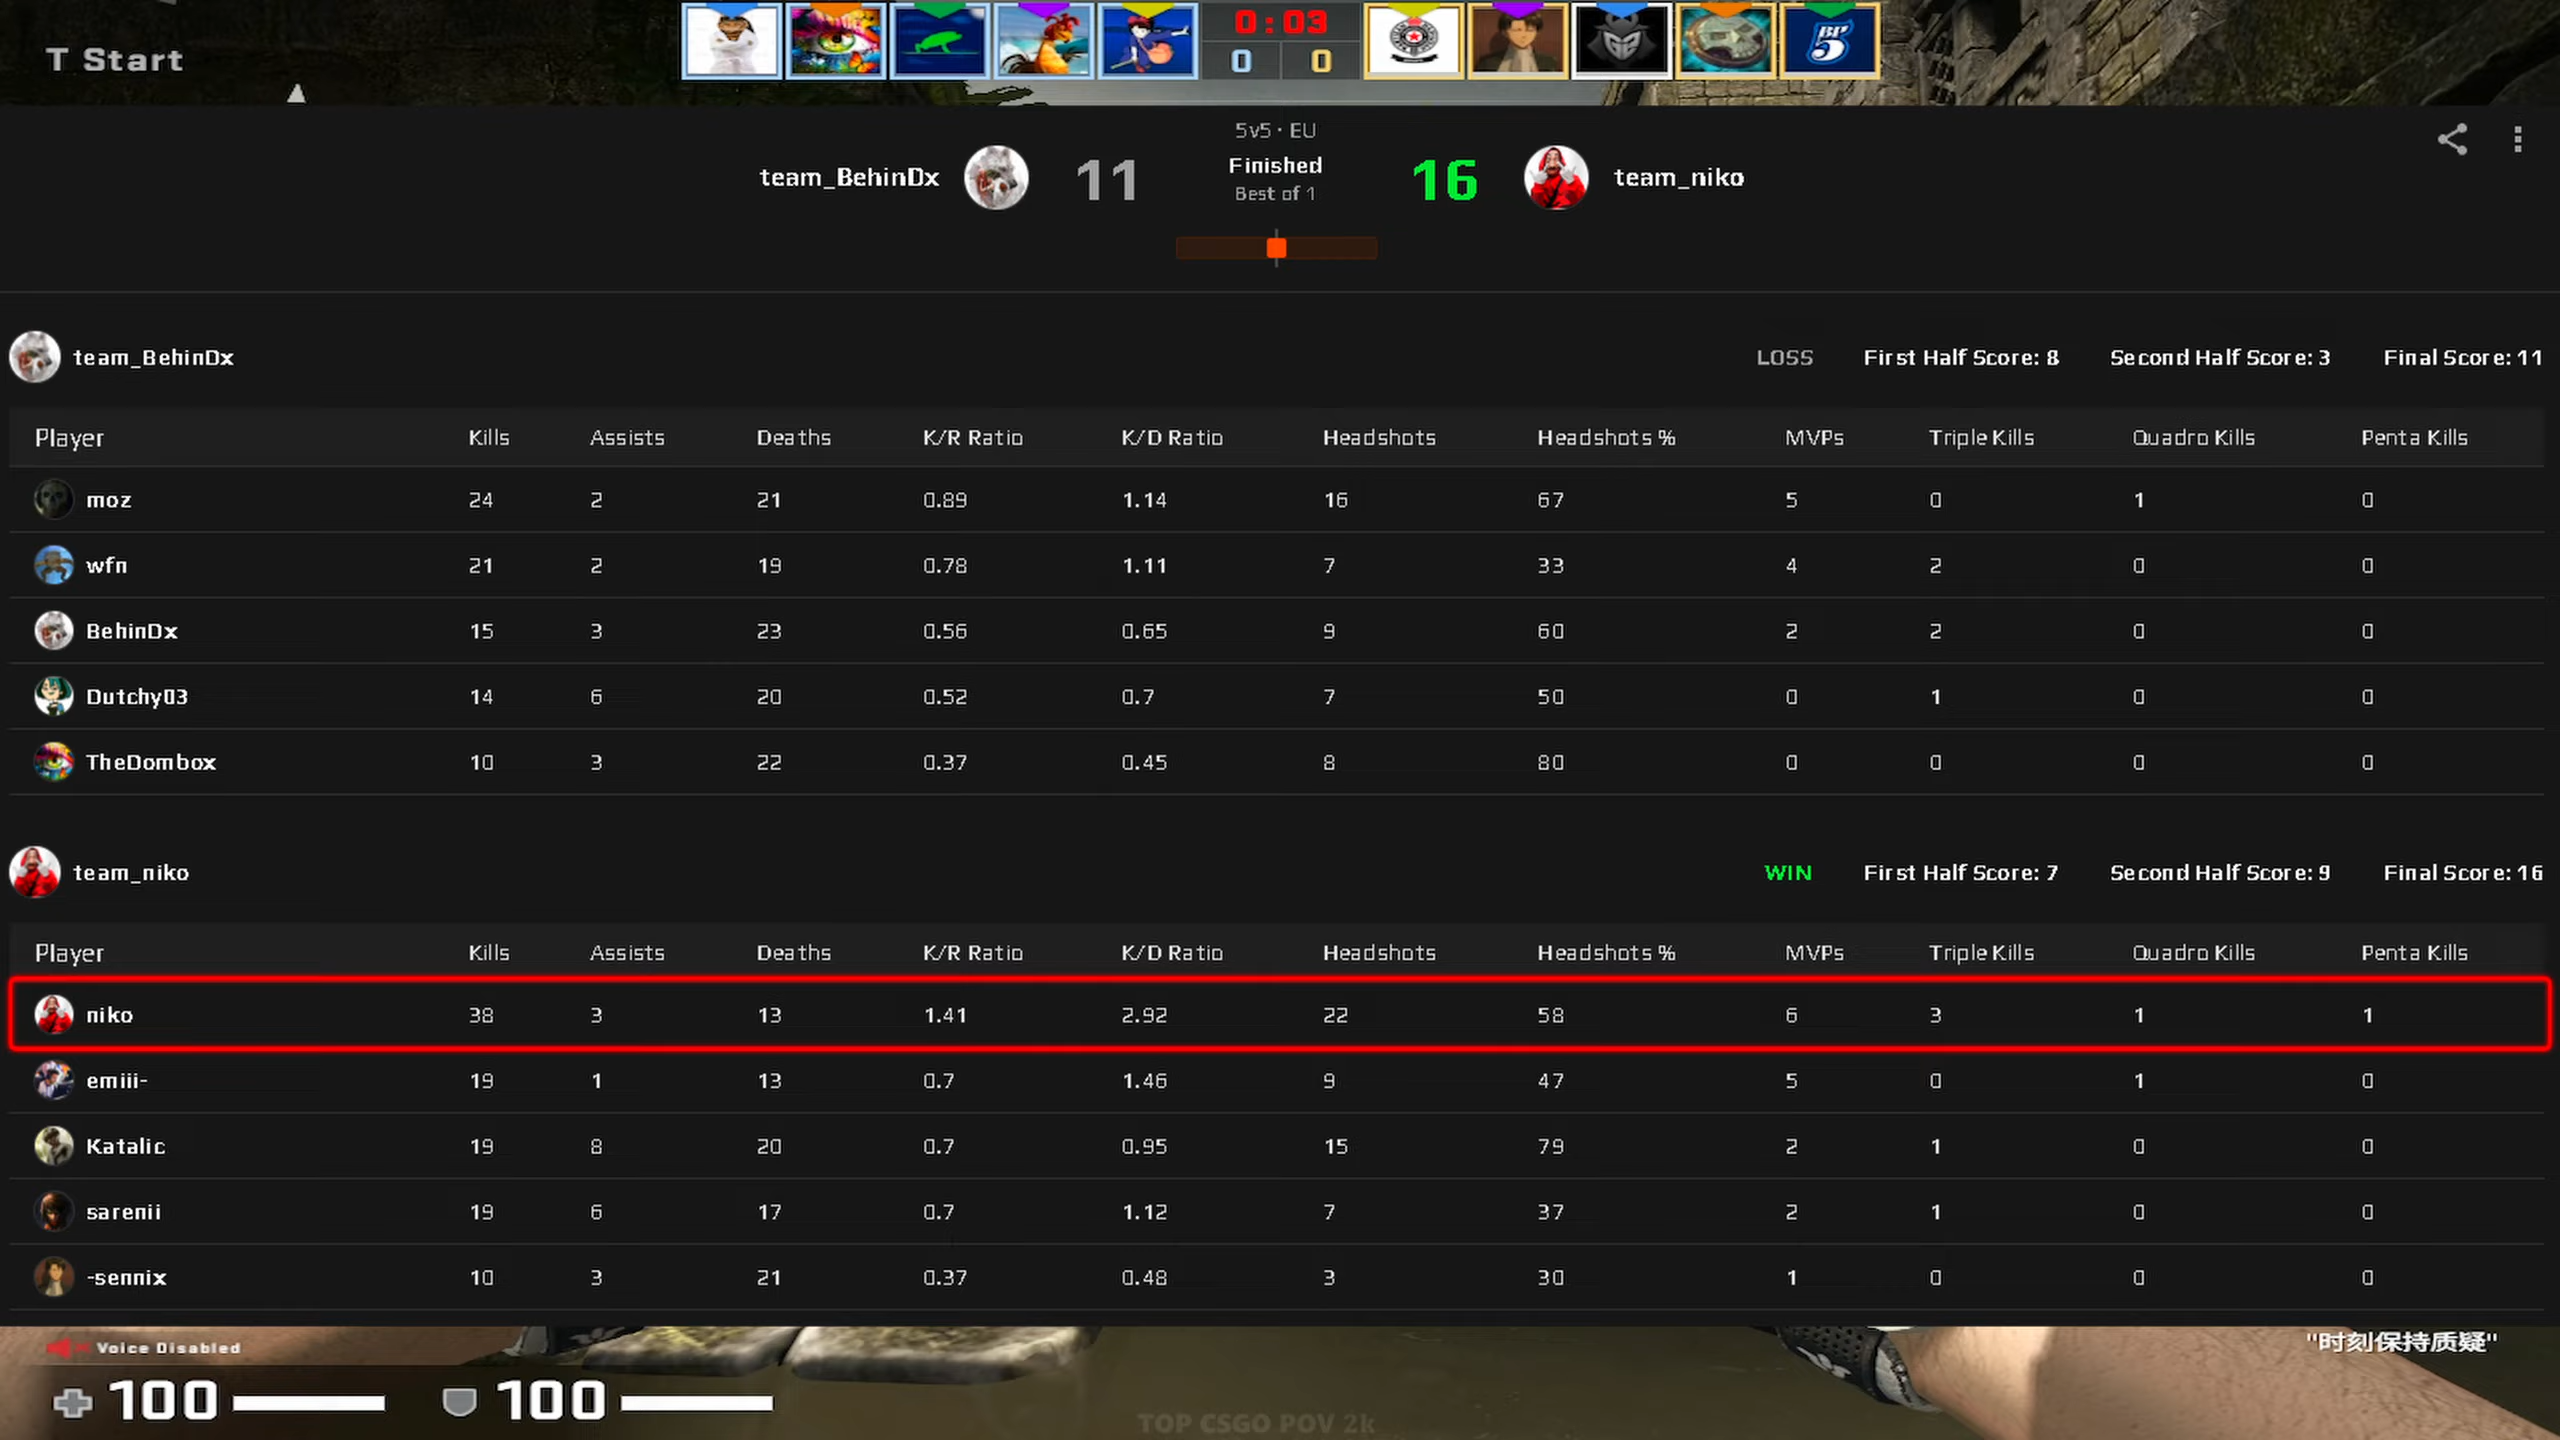 T Start
0:03
0 0
BP 5
5v5 · EU
team_BehinDx 11 Finished 16 team_niko
Best of 1
team_BehinDx LOSS First Half Score: 8 Second Half Score: 3 Final Score: 11
Player Kills Assists Deaths K/R Ratio K/D Ratio Headshots Headshots % MVPs Triple Kills Quadro Kills Penta Kills
moz 24 2 21 0.89 1.14 16 67 5 0 1 0
wfn 21 2 19 0.78 1.11 7 33 4 2 0 0
BehinDx 15 3 23 0.56 0.65 9 60 2 2 0 0
Dutchy03 14 6 20 0.52 0.7 7 50 0 1 0 0
TheDombox 10 3 22 0.37 0.45 8 80 0 0 0 0
team_niko WIN First Half Score: 7 Second Half Score: 9 Final Score: 16
Player Kills Assists Deaths K/R Ratio K/D Ratio Headshots Headshots % MVPs Triple Kills Quadro Kills Penta Kills
niko 38 3 13 1.41 2.92 22 58 6 3 1 1
emiii- 19 1 13 0.7 1.46 9 47 5 0 1 0
Katalic 19 8 20 0.7 0.95 15 79 2 1 0 0
sarenii 19 6 17 0.7 1.12 7 37 2 1 0 0
-sennix 10 3 21 0.37 0.48 3 30 1 0 0 0
Voice Disabled
"时刻保持质疑"
100 100
TOP CSGO POV 2k